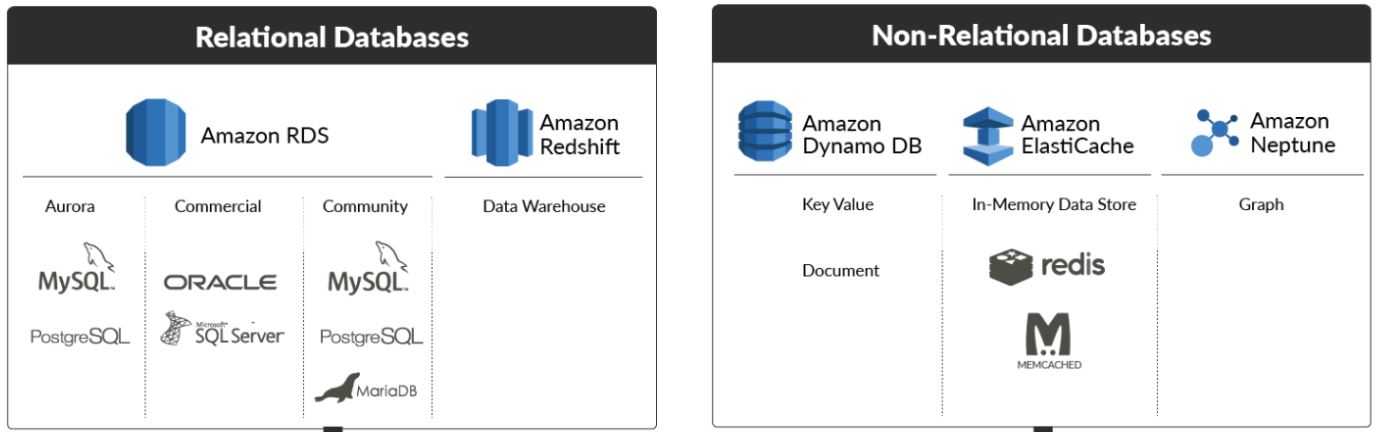 Relational Databases
Amazon RDS
Amazon
Redshift
Aurora
Commercial
Community
Data Warehouse
MySQL™
ORACLE
MySQL™
PostgreSQL
Microsoft®
SQL Server
PostgreSQL
MariaDB
Non-Relational Databases
Amazon
Dynamo DB
Amazon
ElastiCache
Amazon
Neptune
Key Value
In-Memory Data Store
Graph
Document
redis
MEMCACHED